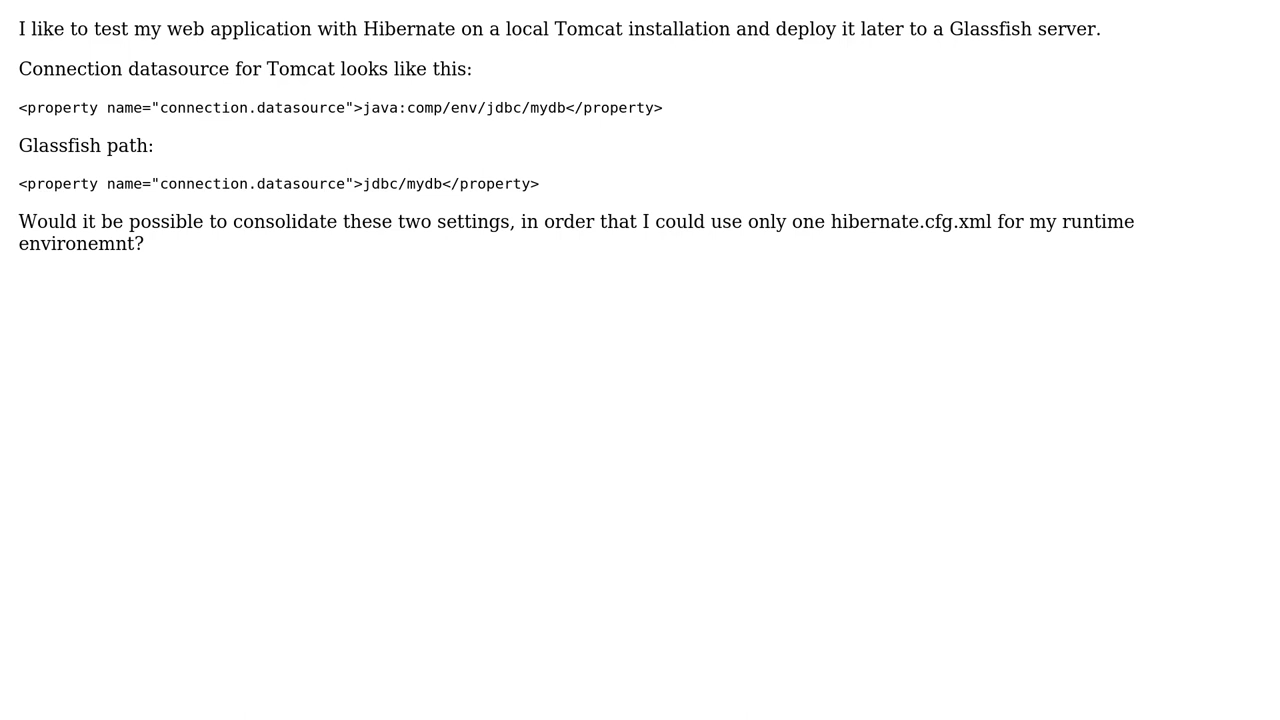 I like to test my web application with Hibernate on a local Tomcat installation and deploy it later to a Glassfish server.
Connection datasource for Tomcat looks like this:
<property name="connection.datasource">java:comp/env/jdbc/mydb</property>
Glassfish path:
<property name="connection.datasource">jdbc/mydb</property>
Would it be possible to consolidate these two settings, in order that I could use only one hibernate.cfg.xml for my runtime
environemnt?